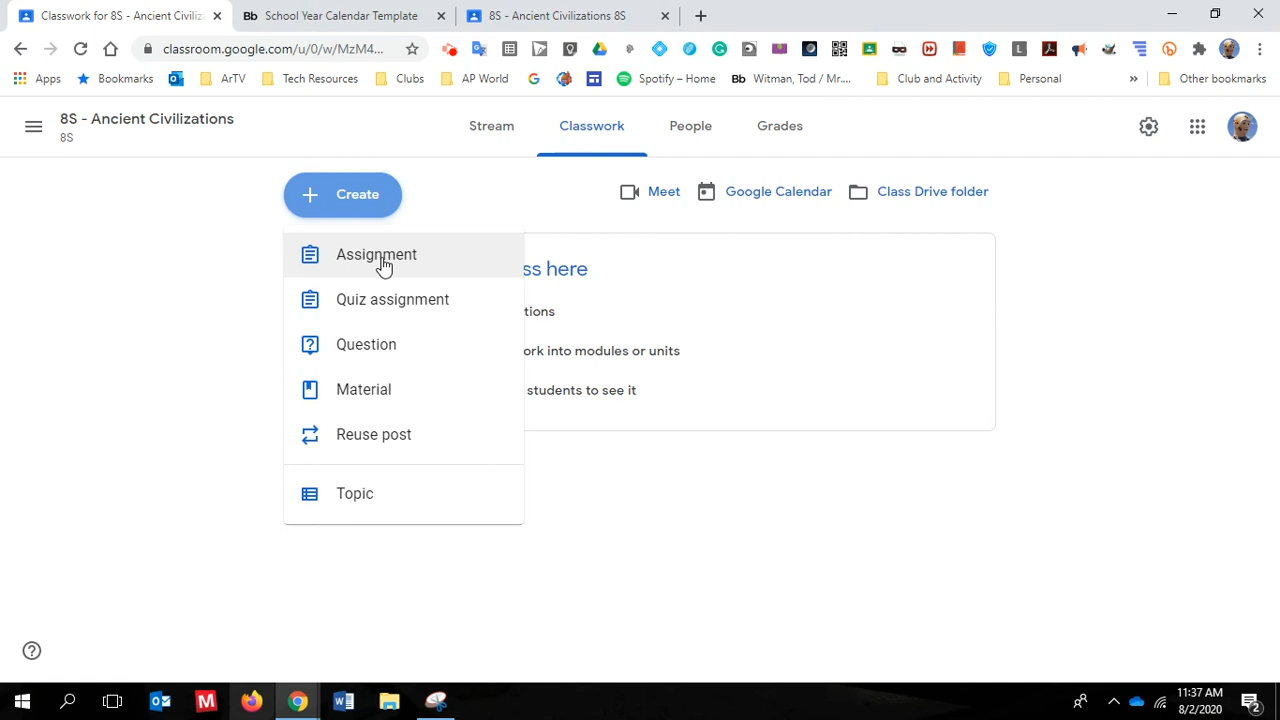 Classwork for 8S - Ancient Civiliz
Bb School Year Calendar Template
8S - Ancient Civilizations 8S
classroom.google.com/u/0/w/MzM4...
Apps
Bookmarks
ArTV
Tech Resources
Clubs
AP World
Spotify – Home
Bb Witman, Tod / Mr....
Club and Activity
Personal
»
Other bookmarks
8S - Ancient Civilizations
8S
Stream
Classwork
People
Grades
Create
Meet
Google Calendar
Class Drive folder
Assignment
ss here
Quiz assignment
tions
Question
ork into modules or units
Material
students to see it
Reuse post
Topic
11:37 AM
8/2/2020
2